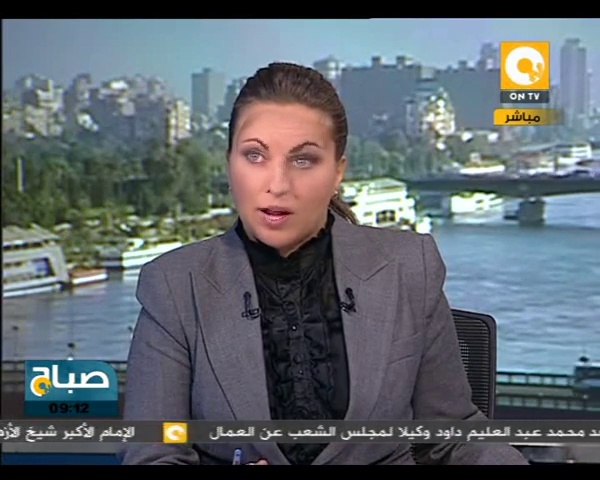 ON TV
مباشر
صباح
09:12
الإمام الأكبر شيخ الأز
د محمد عبد العليم داود وكيلا لمجلس الشعب عن العمال